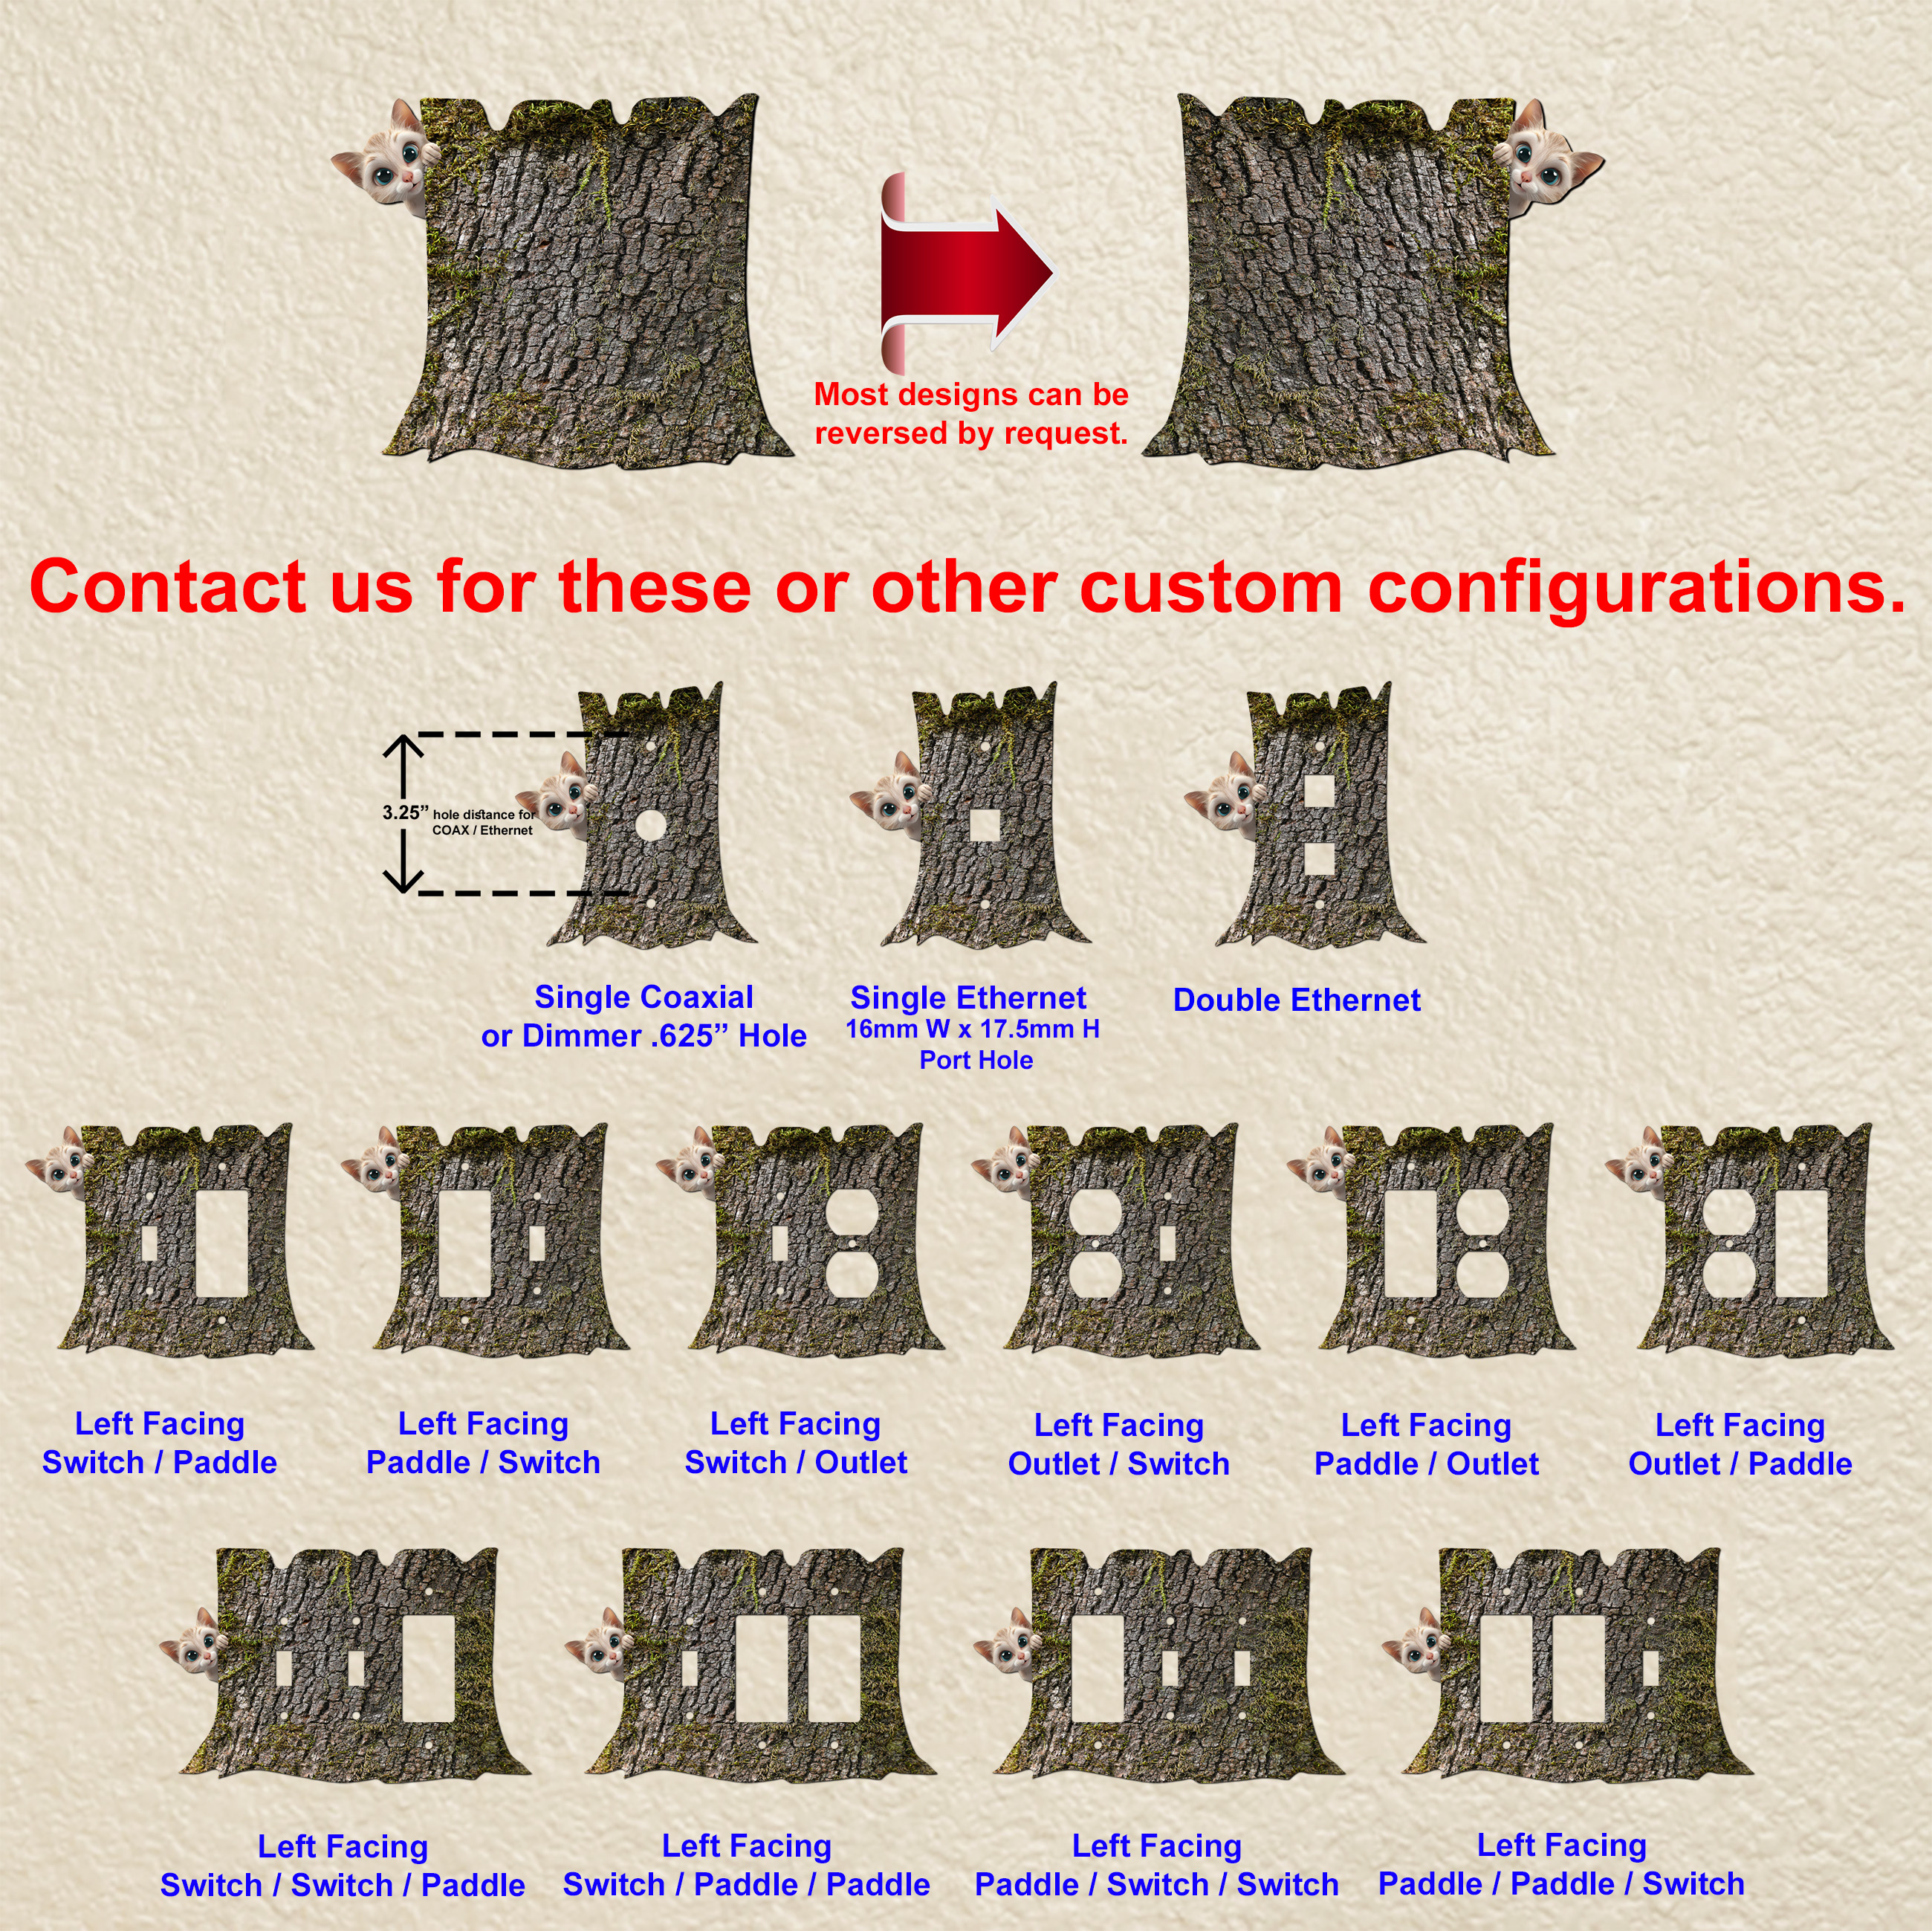 Most designs can be
reversed by request.
Contact us for these or other custom configurations.
3.25” hole distance for
COAX / Ethernet
Single Coaxial
or Dimmer .625” Hole
Single Ethernet
16mm W x 17.5mm H
Port Hole
Double Ethernet
Left Facing
Switch / Paddle
Left Facing
Paddle / Switch
Left Facing
Switch / Outlet
Left Facing
Outlet / Switch
Left Facing
Paddle / Outlet
Left Facing
Outlet / Paddle
Left Facing
Switch / Switch / Paddle
Left Facing
Switch / Paddle / Paddle
Left Facing
Paddle / Switch / Switch
Left Facing
Paddle / Paddle / Switch